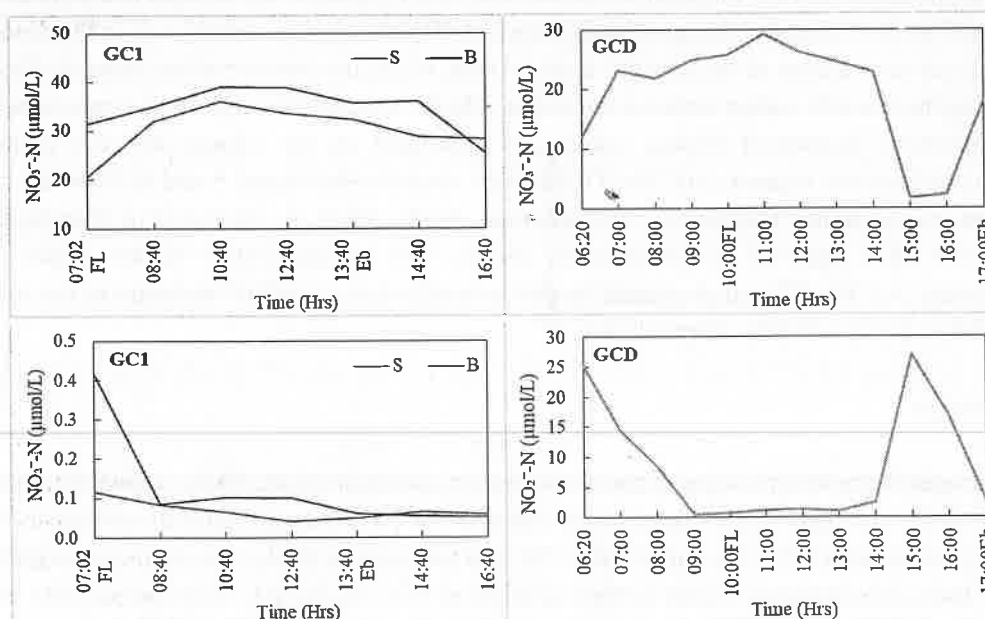 GC1
S B
NO₃⁻-N (µmol/L)
50
40
30
20
10
07:02 FL
08:40
10:40
12:40
13:40 Eb
14:40
16:40
Time (Hrs)
GCD
NO₃⁻-N (µmol/L)
30
20
10
0
06:20
07:00
08:00
09:00
10:00FL
11:00
12:00
13:00
14:00
15:00
16:00
Time (Hrs)
GC1
S B
NO₂⁻-N (µmol/L)
0.5
0.4
0.3
0.2
0.1
0.0
07:02 FL
08:40
10:40
12:40
13:40 Eb
14:40
16:40
Time (Hrs)
GCD
NO₂⁻-N (µmol/L)
30
25
20
15
10
5
0
06:20
07:00
08:00
09:00
10:00FL
11:00
12:00
13:00
14:00
15:00
16:00
Time (Hrs)